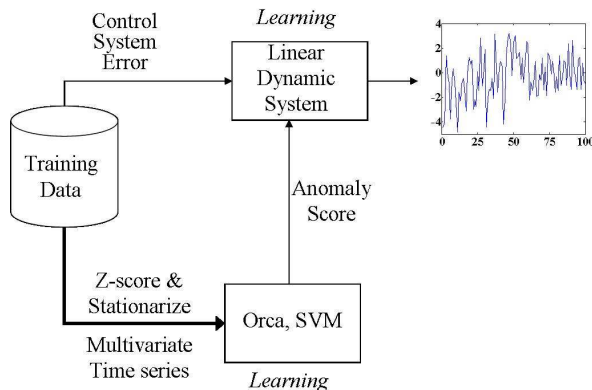 Learning
Control
System
Error
Linear
Dynamic
System
4
2
0
-2
-4
0
25
50
75
100
Training
Data
Anomaly
Score
Z-score &
Stationarize
Orca, SVM
Multivariate
Time series
Learning